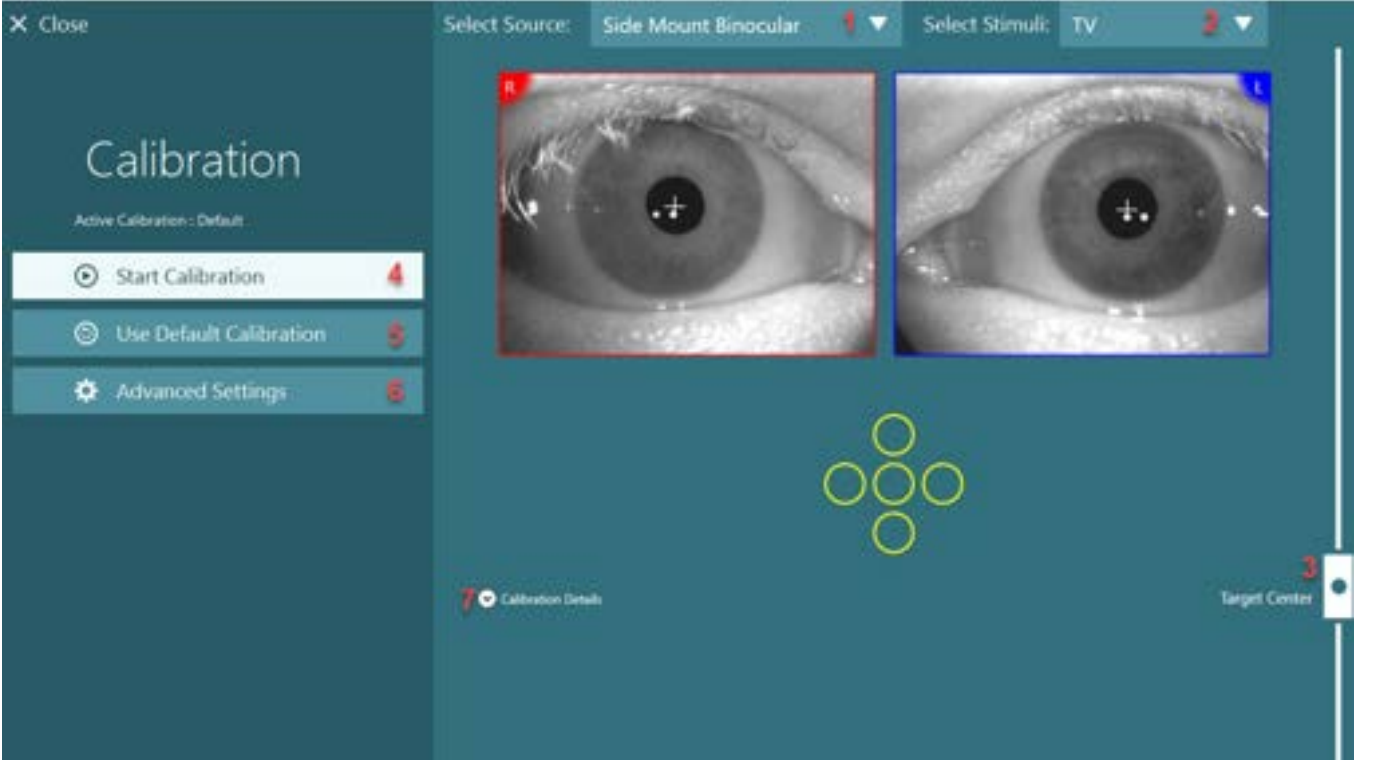 Close
Select Source: Side Mount Binocular 1
Select Stimuli: TV 2
R
L
Calibration
Active Calibration : Default
Start Calibration 4
Use Default Calibration 5
Advanced Settings 6
3
7 Calibration Details
Target Center